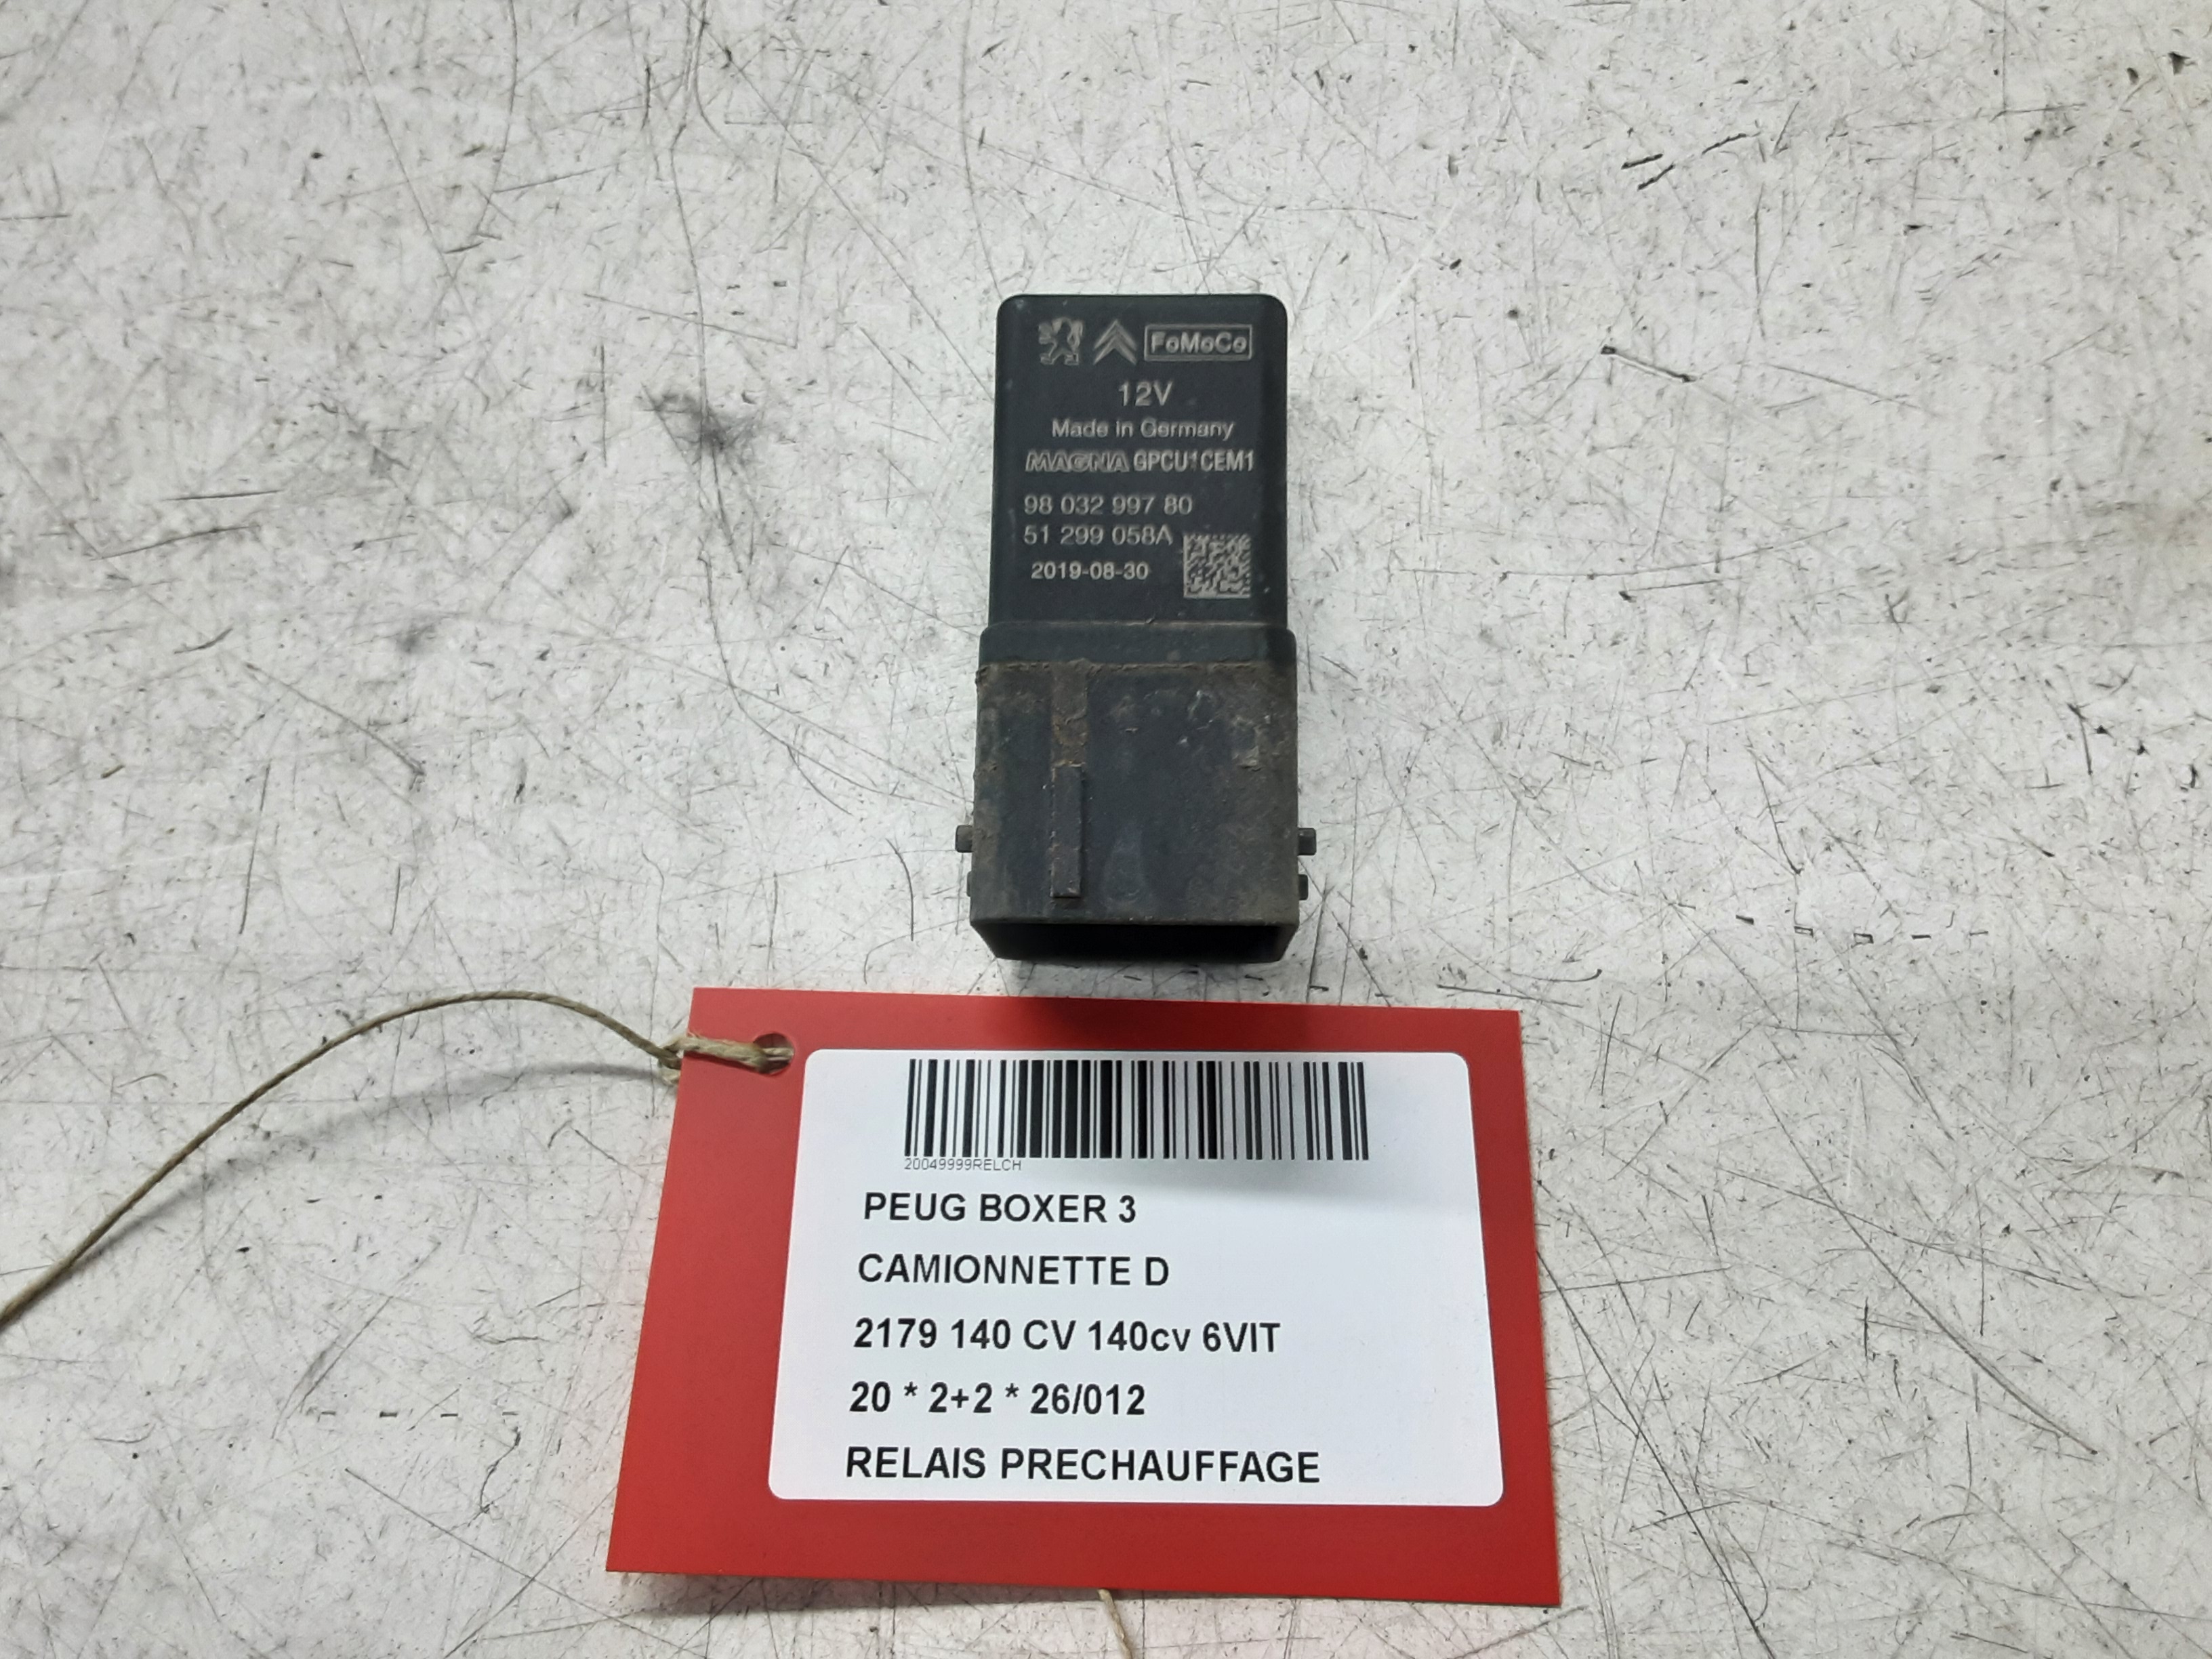 FoMoCo
12V
Made in Germany
MAGNA GPCU1CEM1
98 032 997 80
51 299 058A
2019-08-30
20049999RELCH
PEUG BOXER 3
CAMIONNETTE D
2179 140 CV 140cv 6VIT
20 * 2+2 * 26/012
RELAIS PRECHAUFFAGE